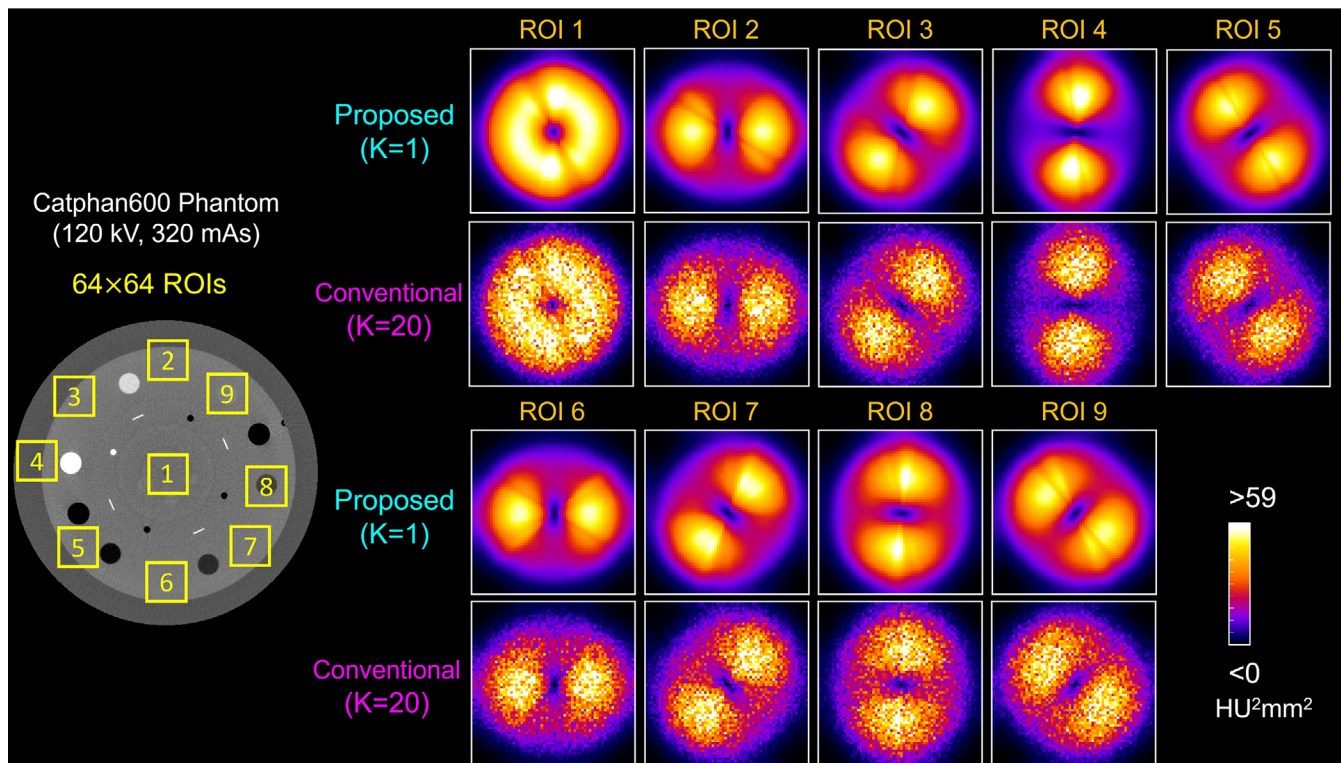 ROI 1 ROI 2 ROI 3 ROI 4 ROI 5
Proposed
(K=1)
Catphan600 Phantom
(120 kV, 320 mAs)
64×64 ROIs
Conventional
(K=20)
2
3
9
4
1
8
5
7
6
ROI 6 ROI 7 ROI 8 ROI 9
Proposed
(K=1)
Conventional
(K=20)
>59
<0
HU²mm²